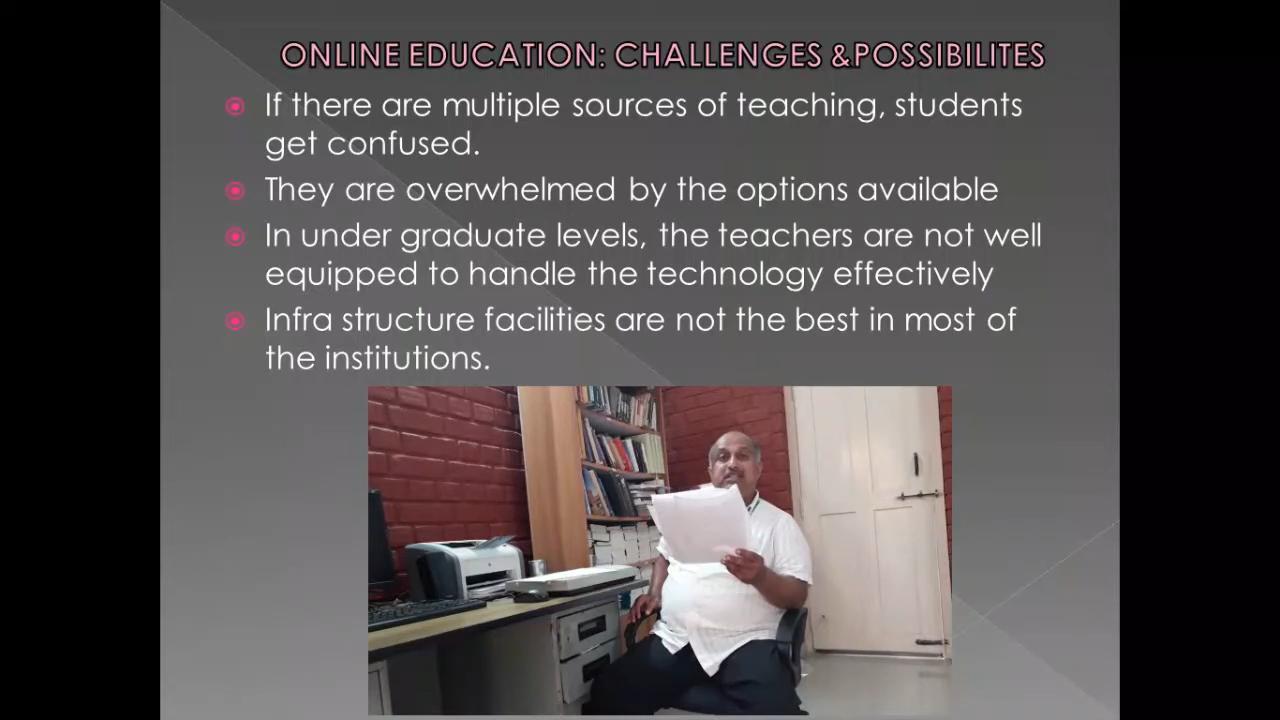 ONLINE EDUCATION: CHALLENGES &POSSIBILITES
If there are multiple sources of teaching, students
get confused.
They are overwhelmed by the options available
In under graduate levels, the teachers are not well
equipped to handle the technology effectively
Infra structure facilities are not the best in most of
the institutions.